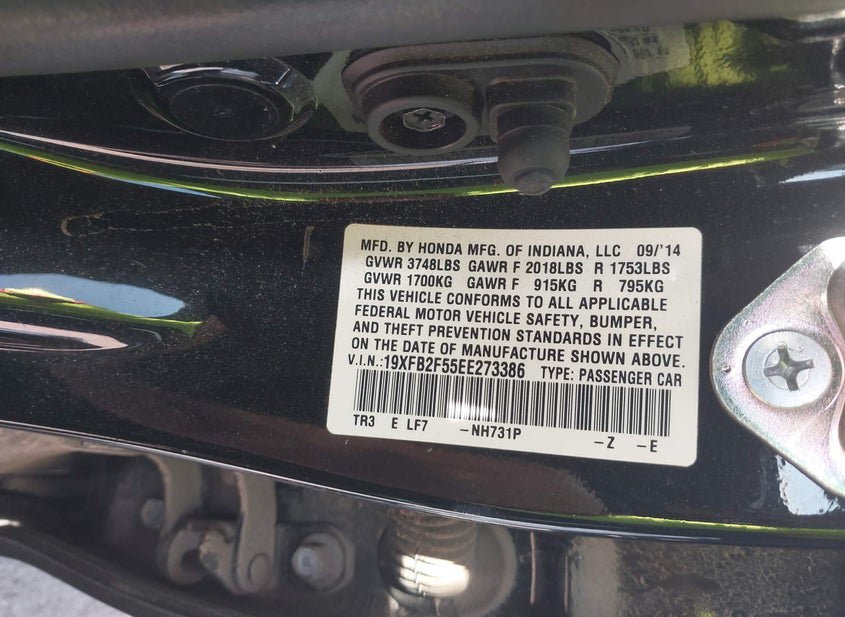 MFD. BY HONDA MFG. OF INDIANA, LLC 09/'14
GVWR 3748LBS GAWR F 2018LBS R 1753LBS
GVWR 1700KG GAWR F 915KG R 795KG
THIS VEHICLE CONFORMS TO ALL APPLICABLE
FEDERAL MOTOR VEHICLE SAFETY, BUMPER,
AND THEFT PREVENTION STANDARDS IN EFFECT
ON THE DATE OF MANUFACTURE SHOWN ABOVE.
V.I.N.:19XFB2F55EE273386 TYPE: PASSENGER CAR
TR3 E LF7 -NH731P -Z -E